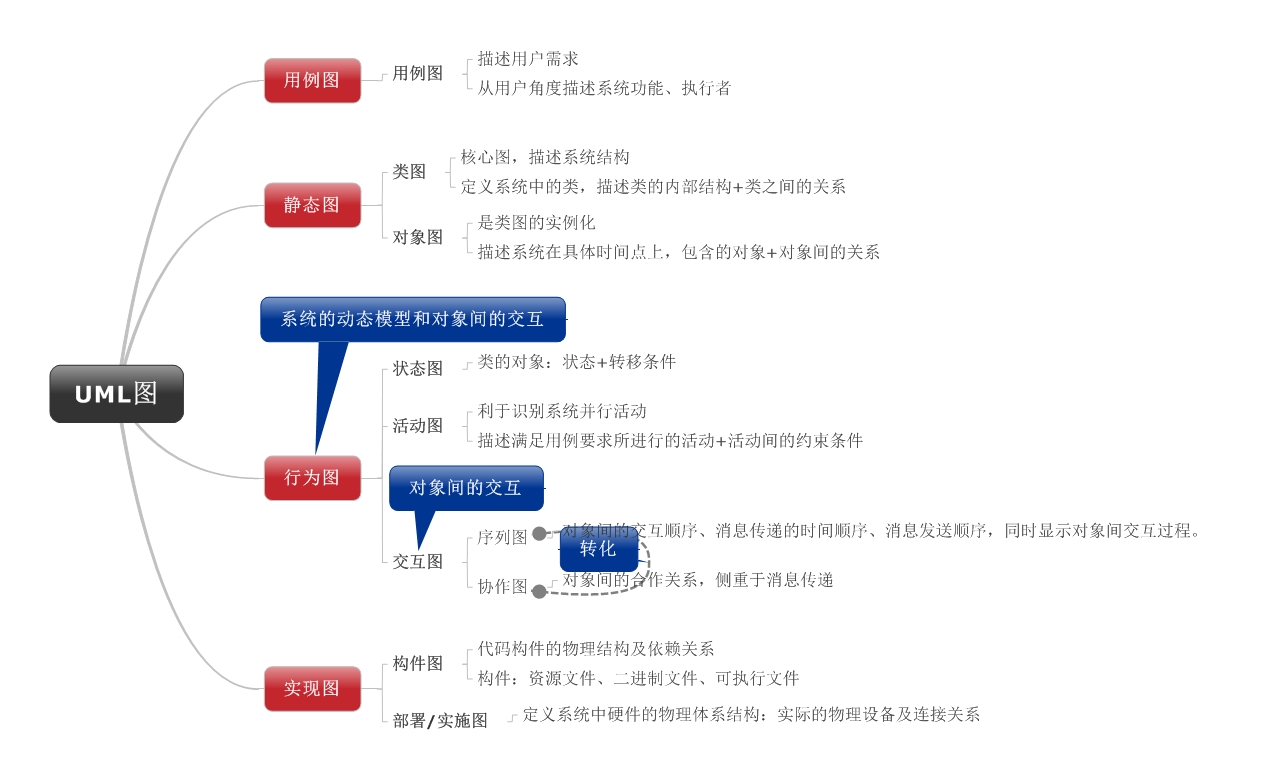 UML图
用例图
用例图
描述用户需求
从用户角度描述系统功能、执行者
静态图
类图
核心图，描述系统结构
定义系统中的类，描述类的内部结构+类之间的关系
对象图
是类图的实例化
描述系统在具体时间点上，包含的对象+对象间的关系
系统的动态模型和对象间的交互
行为图
状态图
类的对象：状态+转移条件
活动图
利于识别系统并行活动
描述满足用例要求所进行的活动+活动间的约束条件
对象间的交互
交互图
序列图
对象间的交互顺序、消息传递的时间顺序、消息发送顺序，同时显示对象间交互过程。
转化
协作图
对象间的合作关系，侧重于消息传递
实现图
构件图
代码构件的物理结构及依赖关系
构件：资源文件、二进制文件、可执行文件
部署/实施图
定义系统中硬件的物理体系结构：实际的物理设备及连接关系